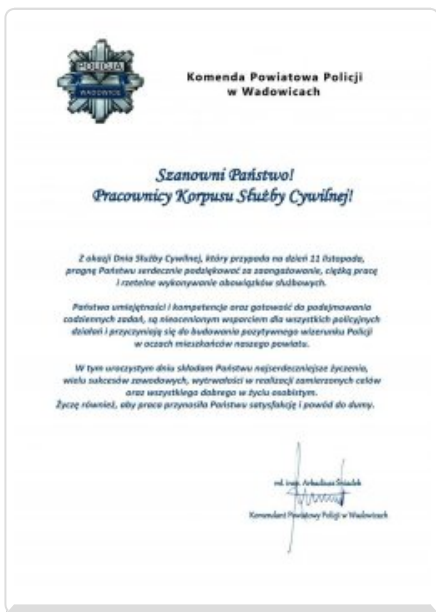 POLICJA
WADOWICE
Komenda Powiatowa Policji
w Wadowicach
Szanowni Państwo!
Pracownicy Korpusu Służby Cywilnej!
Z okazji Dnia Służby Cywilnej, który przypada na dzień 11 listopada,
pragnę Państwu serdecznie podziękować za zaangażowanie, ciężką pracę
i rzetelne wykonywanie obowiązków służbowych.
Państwa umiejętności i kompetencje oraz gotowość do podejmowania
codziennych zadań, są nieocenionym wsparciem dla wszystkich policyjnych
działań i przyczyniają się do budowania pozytywnego wizerunku Policji
w oczach mieszkańców naszego powiatu.
W tym uroczystym dniu składam Państwu najserdeczniejsze życzenia,
wielu sukcesów zawodowych, wytrwałości w realizacji zamierzonych celów
oraz wszystkiego dobrego w życiu osobistym.
Życzę również, aby praca przynosiła Państwu satysfakcję i powód do dumy.
mł. insp. Arkadiusz Śniadek
Komendant Powiatowy Policji w Wadowicach